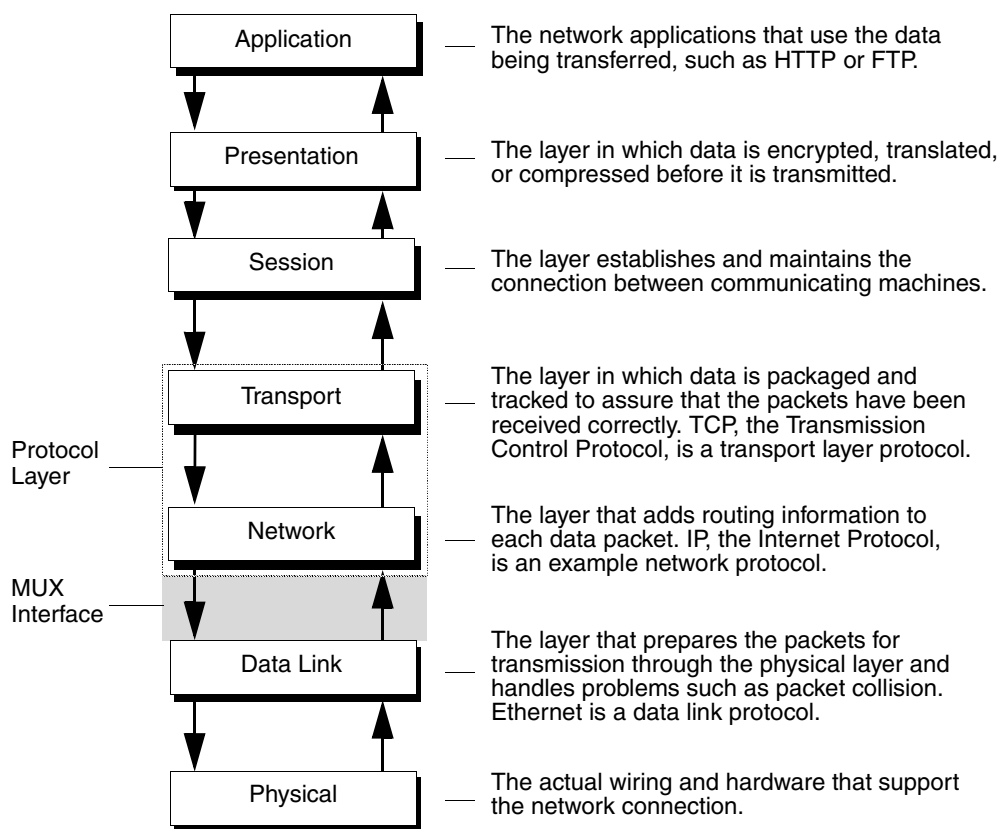 Application
The network applications that use the data
being transferred, such as HTTP or FTP.
Presentation
The layer in which data is encrypted, translated,
or compressed before it is transmitted.
Session
The layer establishes and maintains the
connection between communicating machines.
Transport
The layer in which data is packaged and
tracked to assure that the packets have been
received correctly. TCP, the Transmission
Control Protocol, is a transport layer protocol.
Protocol
Layer
Network
The layer that adds routing information to
each data packet. IP, the Internet Protocol,
is an example network protocol.
MUX
Interface
Data Link
The layer that prepares the packets for
transmission through the physical layer and
handles problems such as packet collision.
Ethernet is a data link protocol.
Physical
The actual wiring and hardware that support
the network connection.